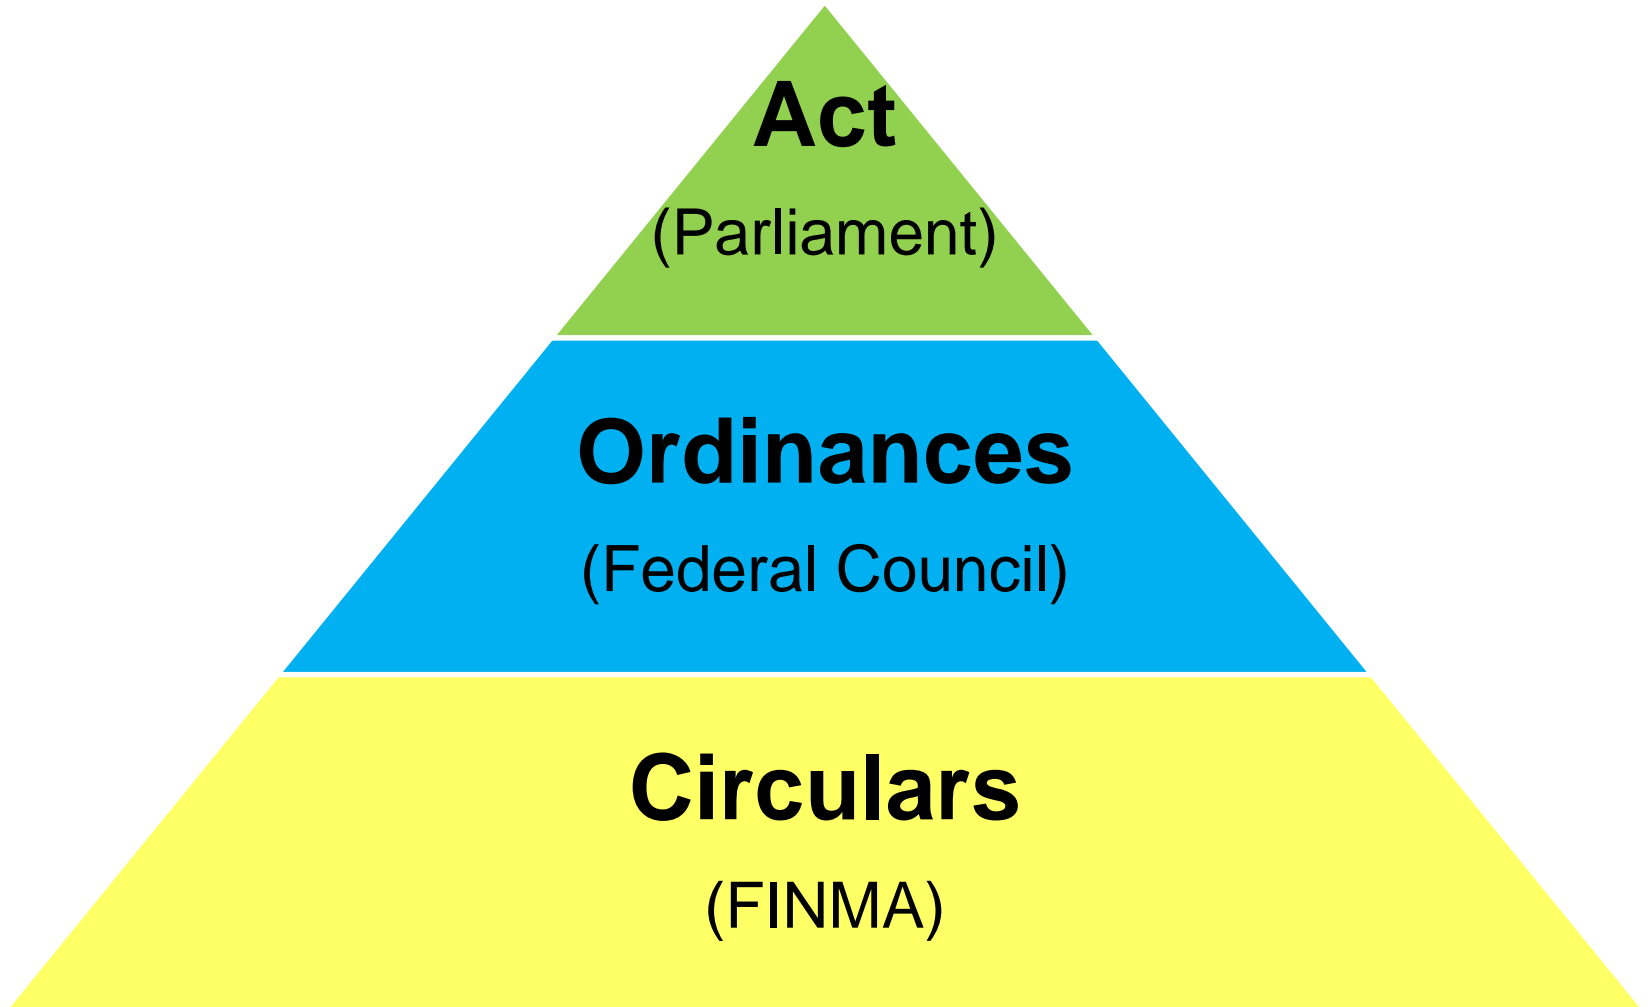 Act
(Parliament)
Ordinances
(Federal Council)
Circulars
(FINMA)